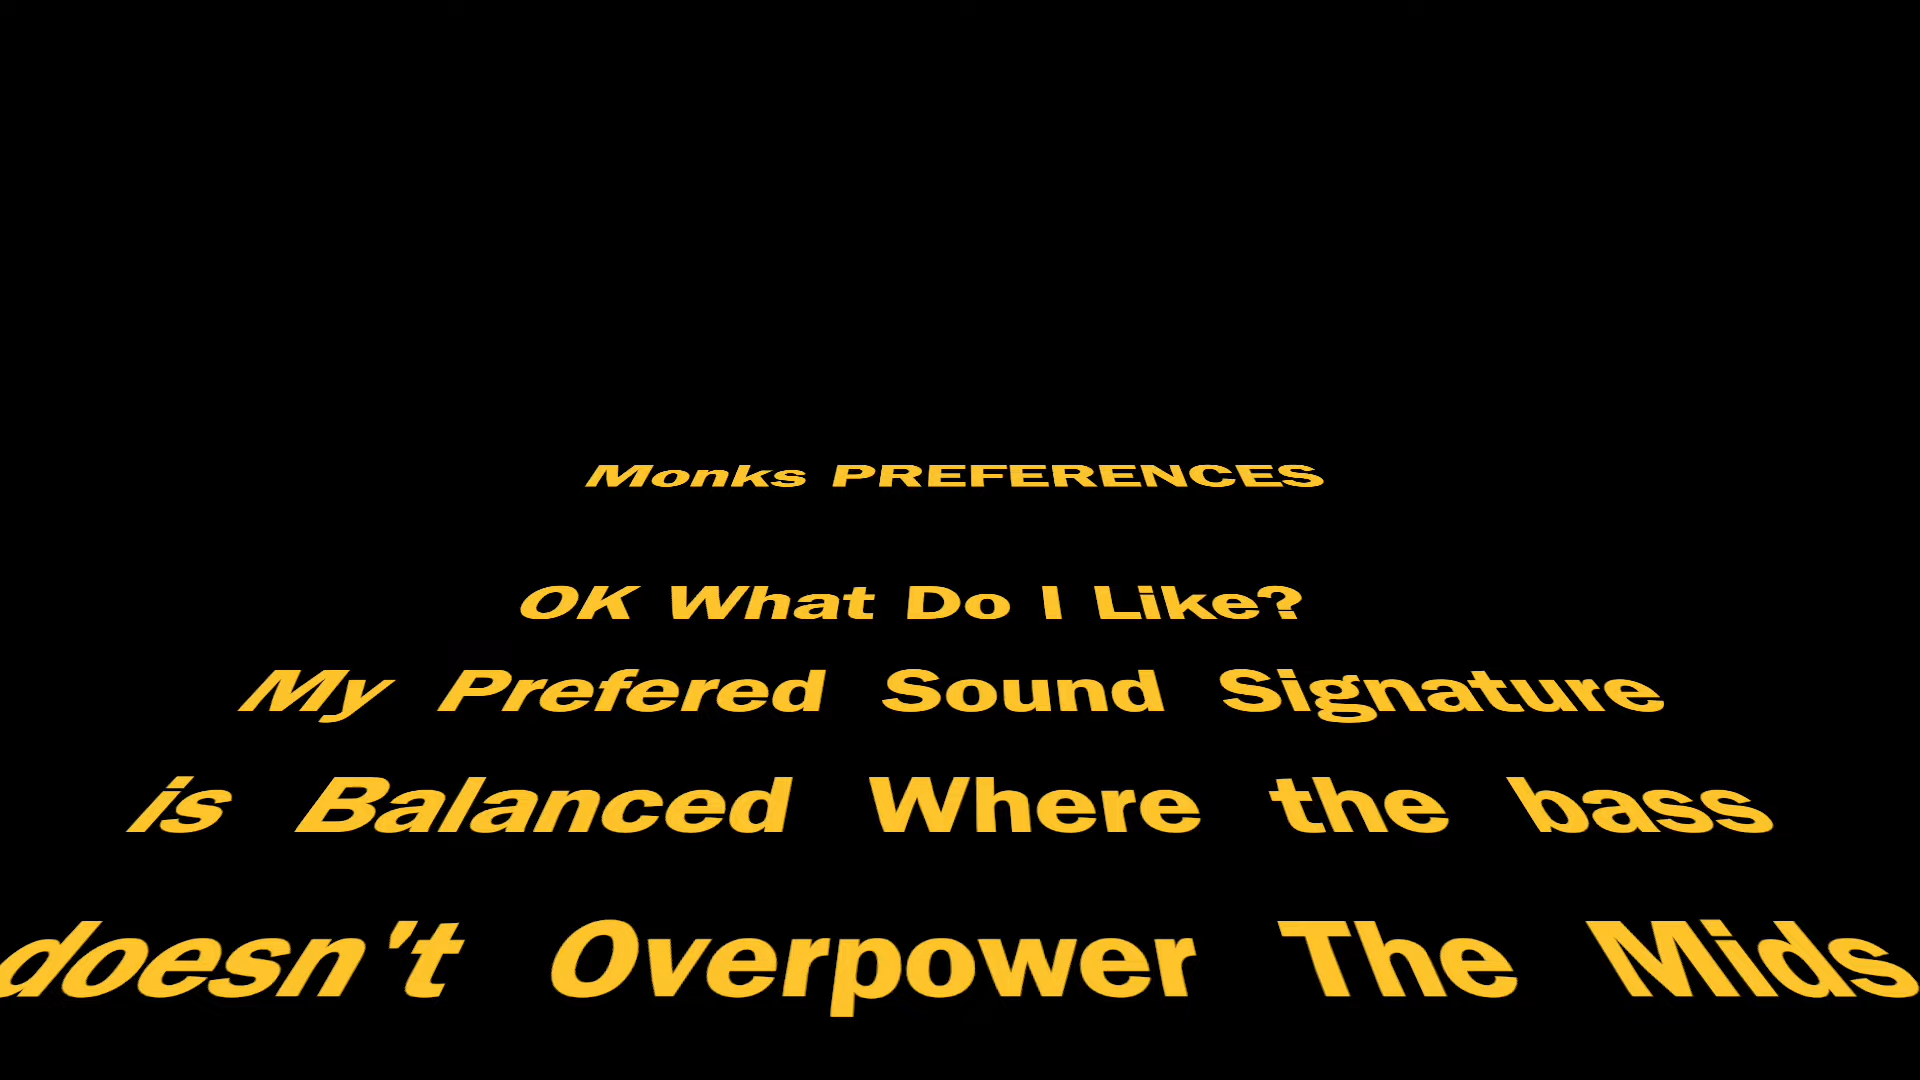 Monks PREFERENCES
OK What Do I Like?
My Prefered Sound Signature
is Balanced Where the bass
doesn't Overpower The Mids